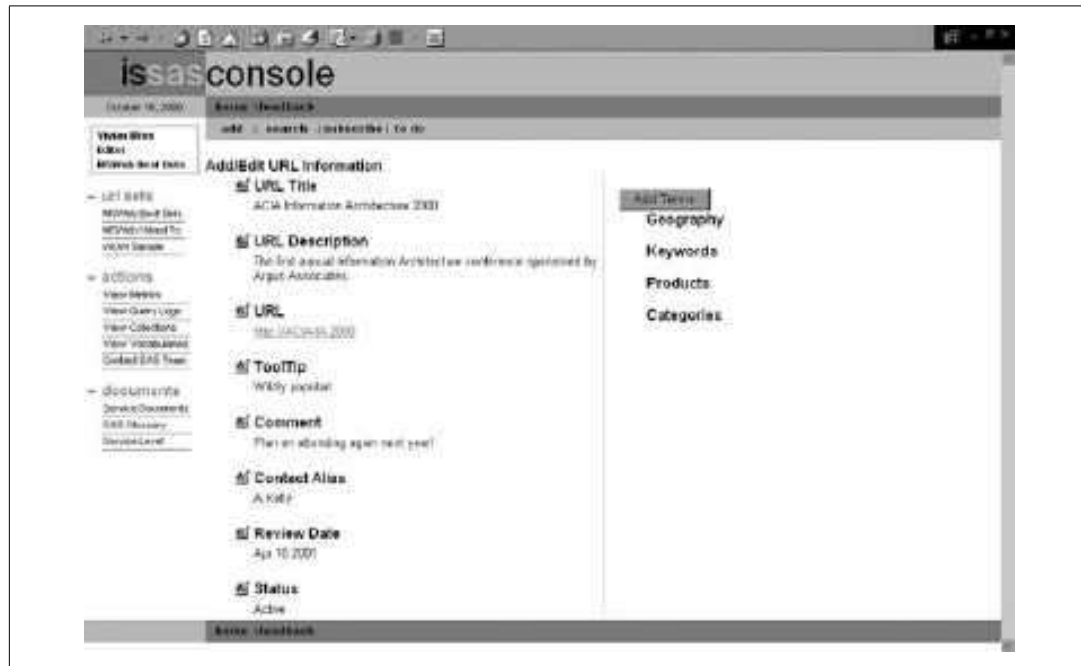 issasconsole
October 16, 2000
home feedback
add search subscribe to do
Editor
Add/Edit URL Information
URL Title
ACIA Information Architecture 2000
URL Description
The first annual Information Architecture conference sponsored by
Argus Associates.
URL
ToolTip
Wildly popular!
Comment
Plan on attending again next year!
Contact Alias
Review Date
Apr 16 2001
Status
Active
Add Terms
Geography
Keywords
Products
Categories
url sets
actions
View Metrics
View Query Logs
View Collections
View Vocabularies
Contact SAS Team
documents
Service Documents
SAS Glossary
Service Level
home feedback